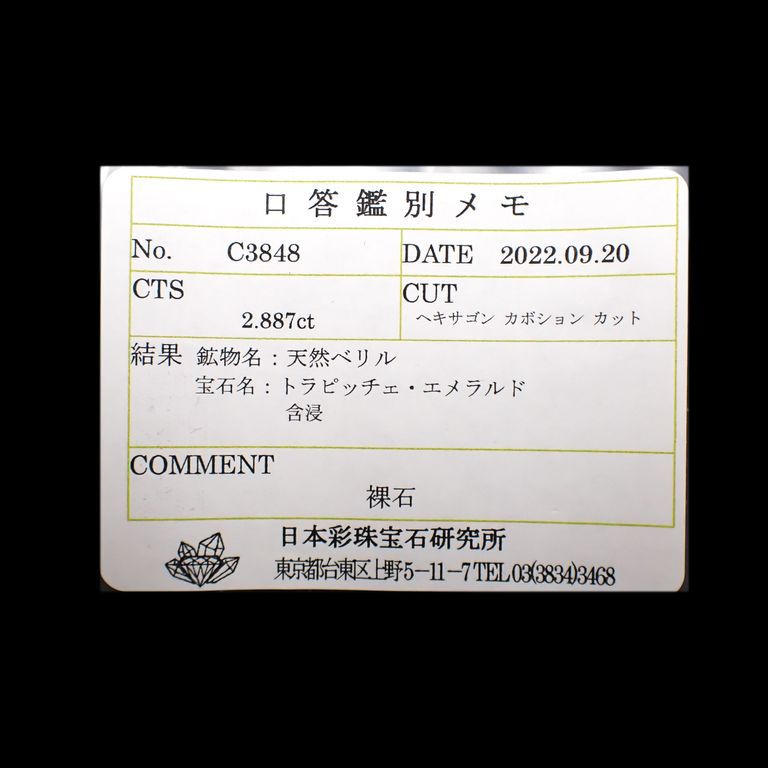 口答鑑別メモ
No. C3848 DATE 2022.09.20
CTS CUT
2.887ct ヘキサゴン カボション カット
結果 鉱物名：天然ベリル
宝石名：トラピッチェ・エメラルド
含浸
COMMENT
裸石
日本彩珠宝石研究所
東京都台東区上野5-11-7 TEL 03(3834)3468